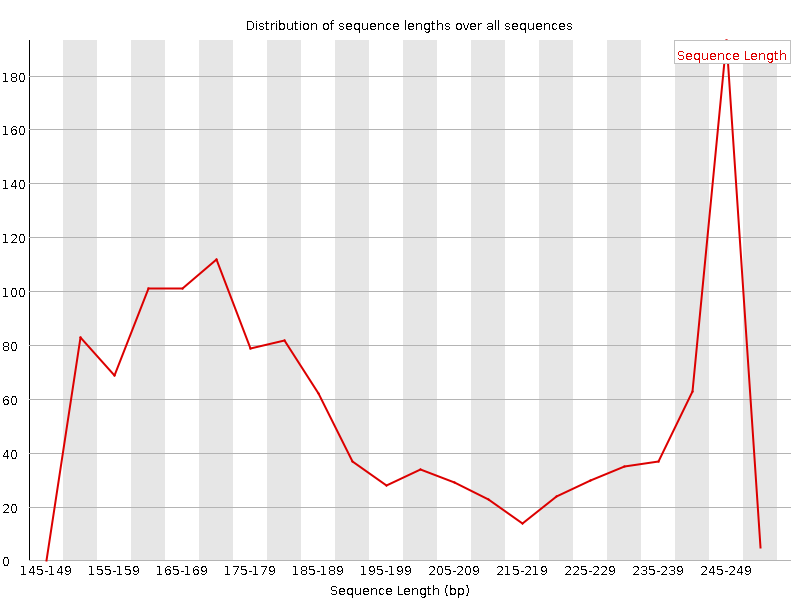 Distribution of sequence lengths over all sequences
Sequence Length
180
160
140
120
100
80
60
40
20
0
145-149 155-159 165-169 175-179 185-189 195-199 205-209 215-219 225-229 235-239 245-249
Sequence Length (bp)